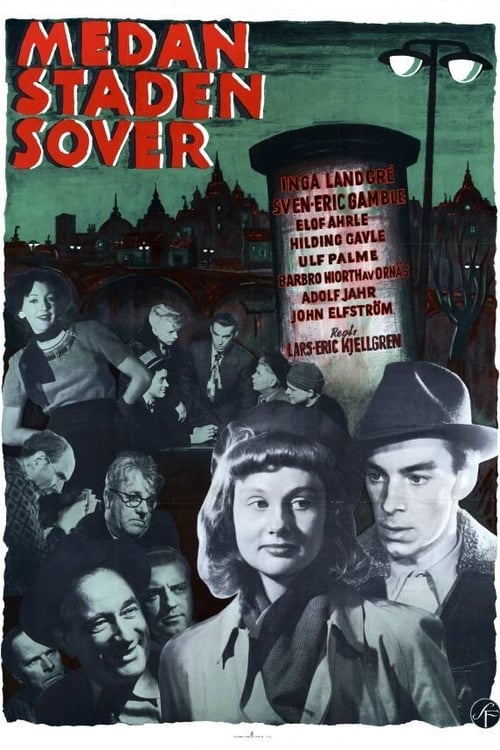 MEDAN
STADEN
SOVER
INGA LANDGRÉ
SVEN-ERIC GAMBLE
ELOF AHRLE
HILDING GAVLE
ULF PALME
BARBRO HIORTH AV ORNÄS
ADOLF JAHR
JOHN ELFSTRÖM
Regi:
LARS-ERIC KJELLGREN
SF